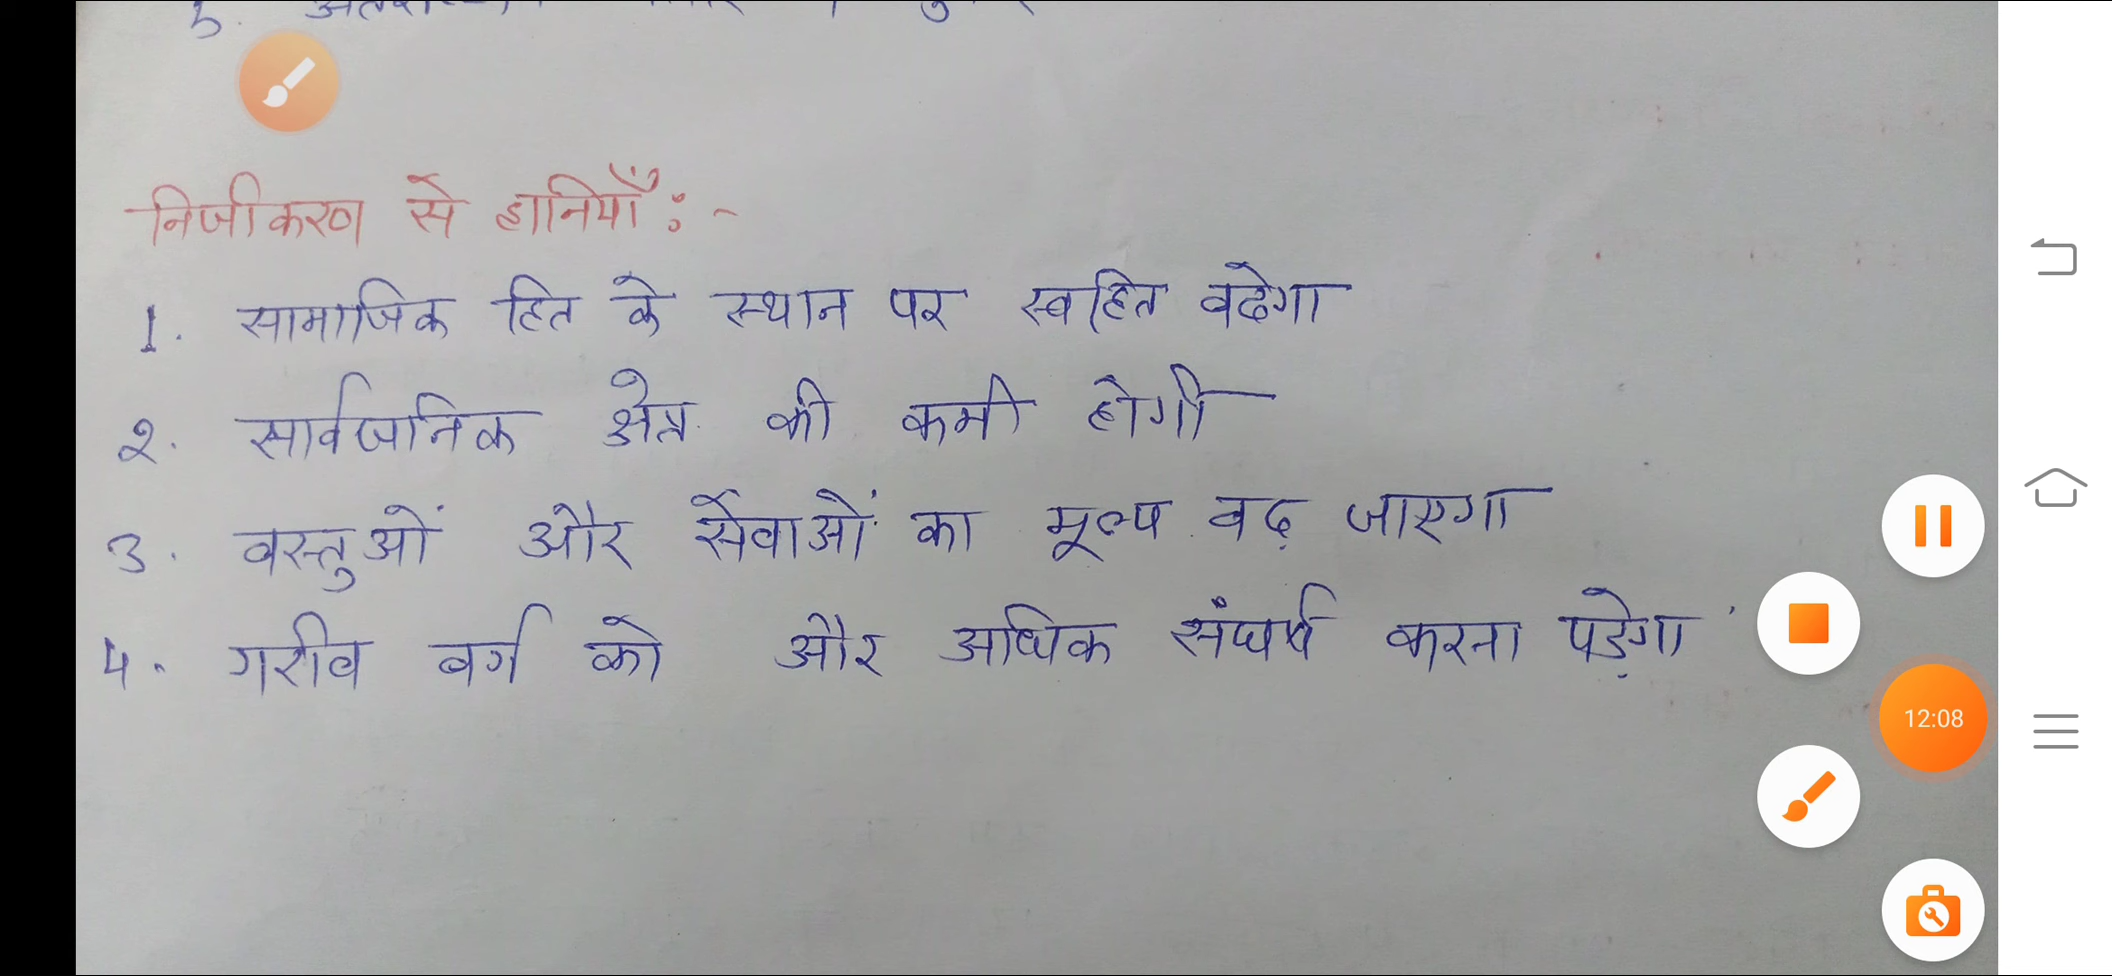 निजीकरण से हानियाँ :-
1. सामाजिक हित के स्थान पर स्वहित बढेगा
2. सार्वजनिक क्षेत्र की कमी होगी
3. वस्तुओं और सेवाओं का मूल्य बढ़ जाएगा
4. गरीब वर्ग को और अधिक संघर्ष करना पड़ेगा
12:08